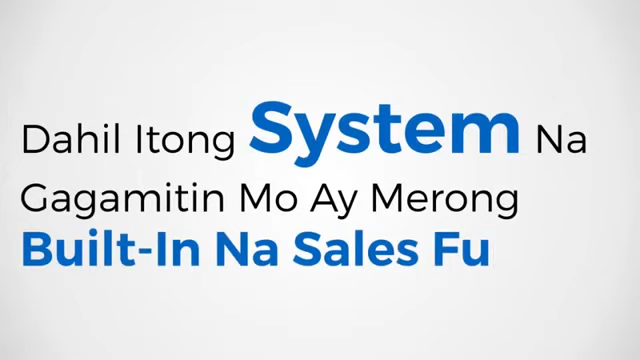 Dahil Itong System Na
Gagamitin Mo Ay Merong
Built-In Na Sales Fu